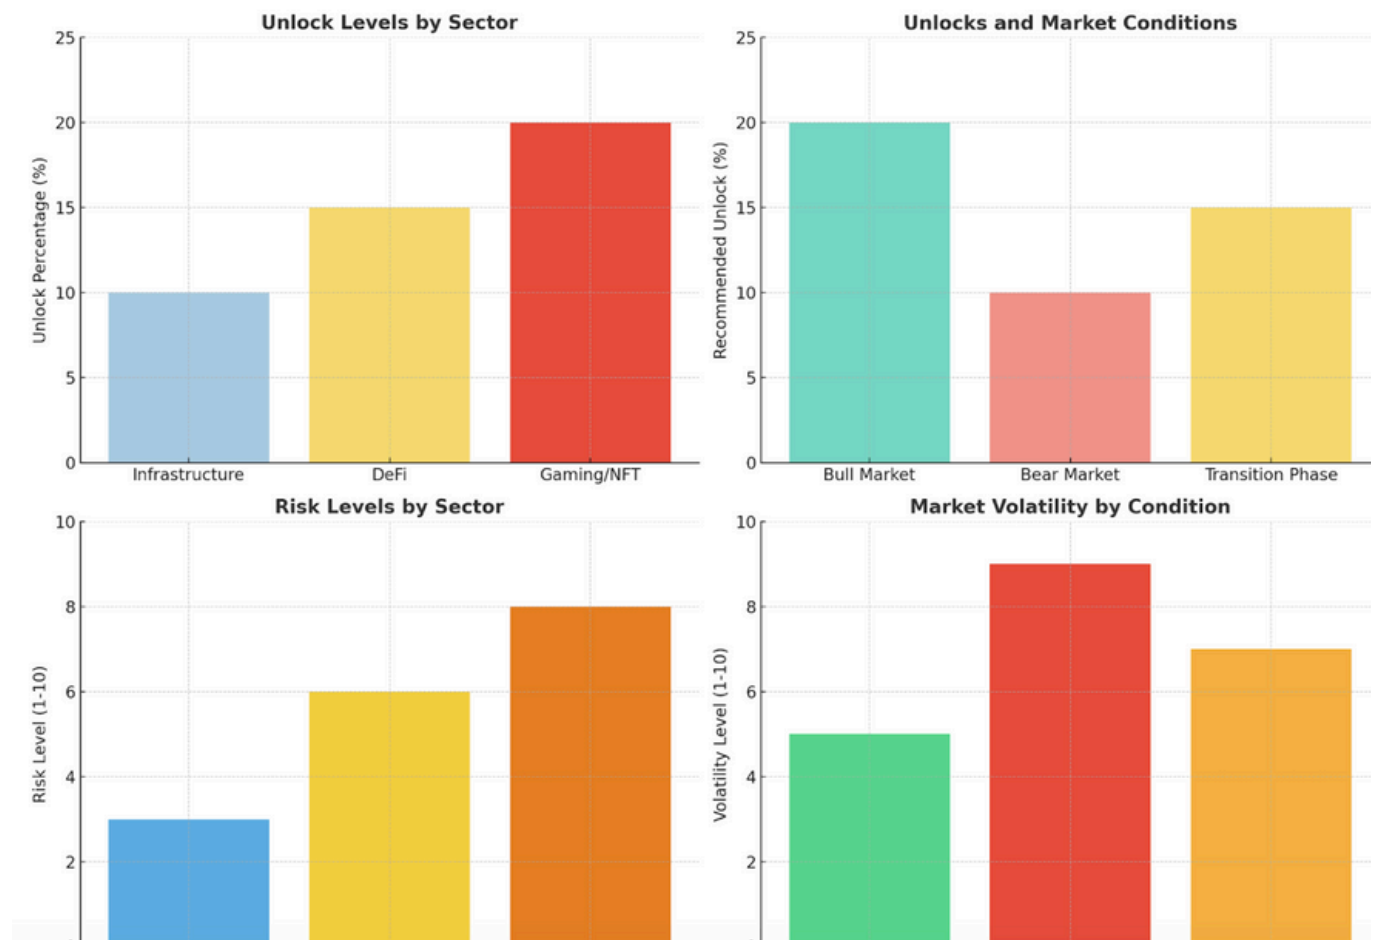 Unlock Levels by Sector
25
20
15
10
5
0
Unlock Percentage (%)
Infrastructure
DeFi
Gaming/NFT
Unlocks and Market Conditions
25
20
15
10
5
0
Recommended Unlock (%)
Bull Market
Bear Market
Transition Phase
Risk Levels by Sector
10
8
6
4
2
Risk Level (1-10)
Market Volatility by Condition
10
8
6
4
2
Volatility Level (1-10)